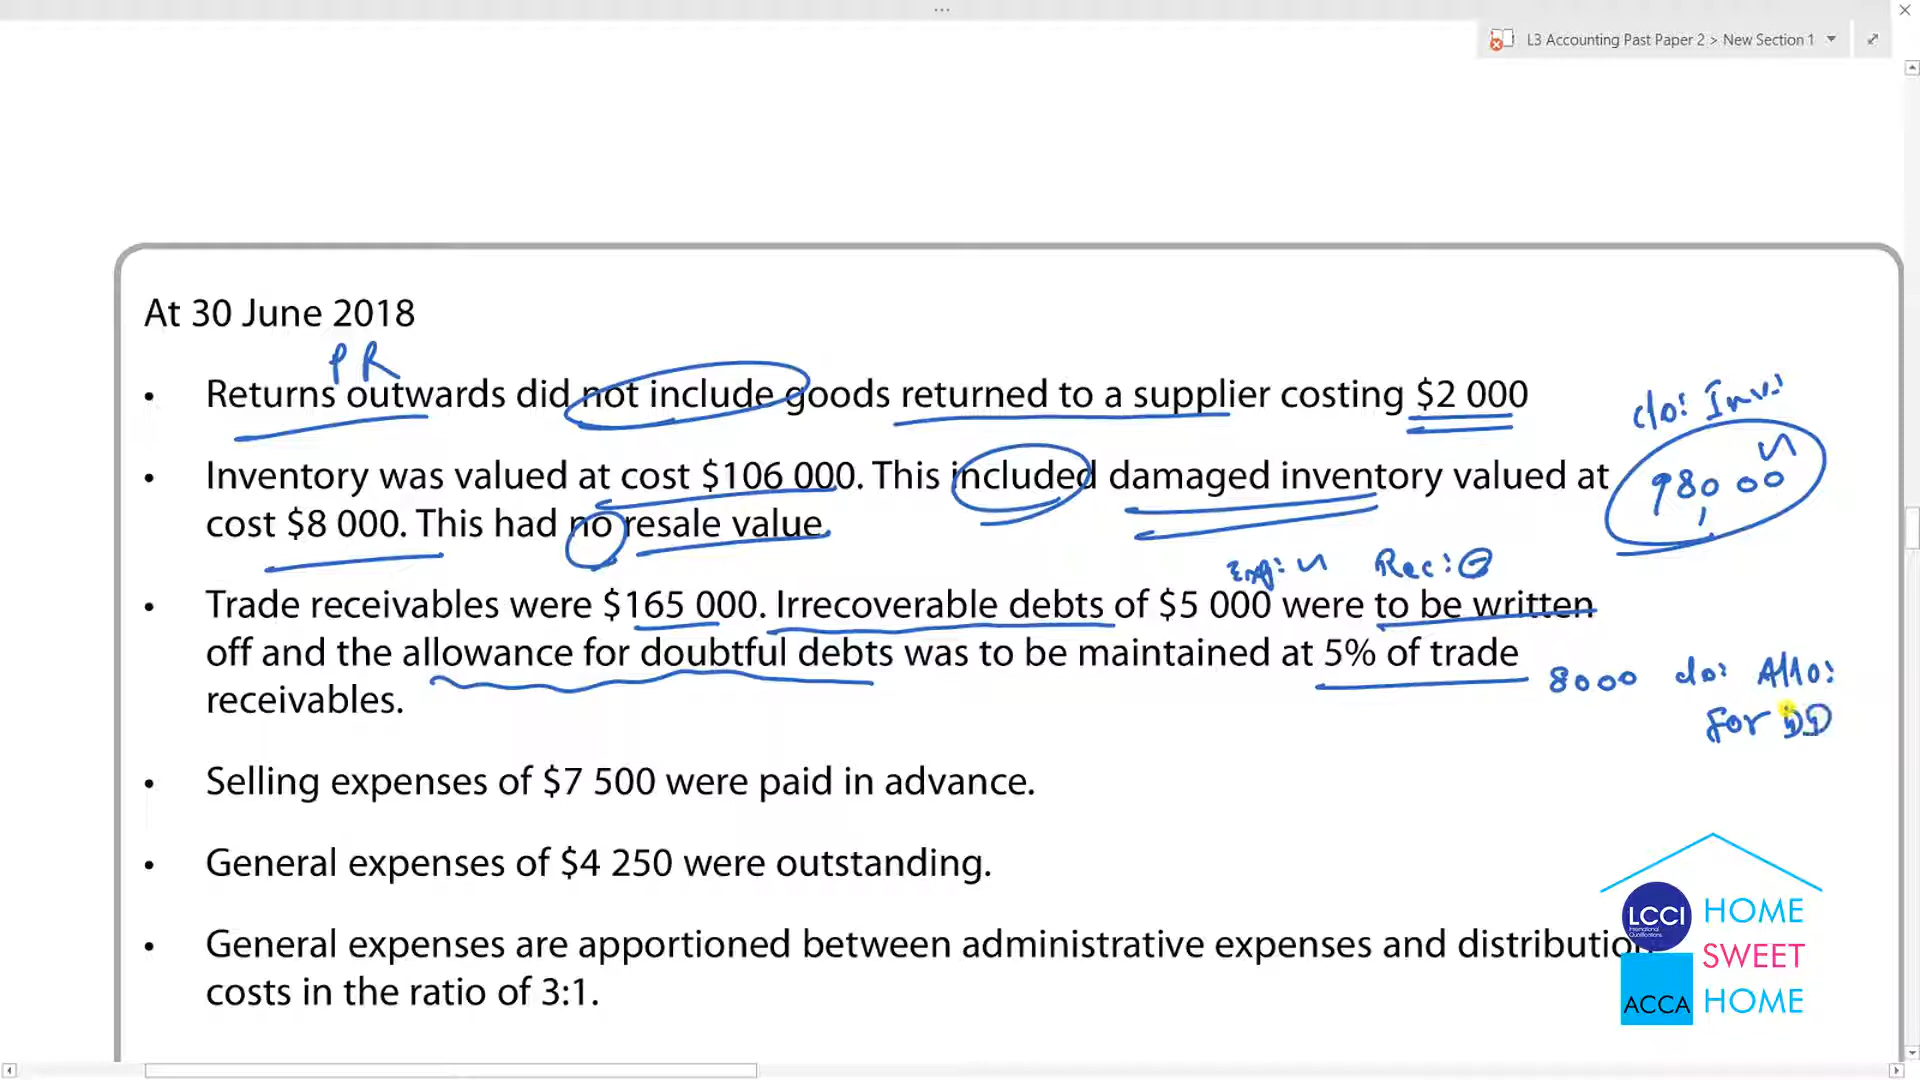 L3 Accounting Past Paper 2 > New Section 1
At 30 June 2018
P R
Returns outwards did not include goods returned to a supplier costing $2 000
clo: Inv:
Inventory was valued at cost $106 000. This included damaged inventory valued at
98000
cost $8 000. This had no resale value.
Rec:
Trade receivables were $165 000. Irrecoverable debts of $5 000 were to be written
off and the allowance for doubtful debts was to be maintained at 5% of trade
8000 clo: Allo:
receivables.
For DD
Selling expenses of $7 500 were paid in advance.
General expenses of $4 250 were outstanding.
General expenses are apportioned between administrative expenses and distribution
costs in the ratio of 3:1.
LCCI
International Qualifications
ACCA
HOME
SWEET
HOME